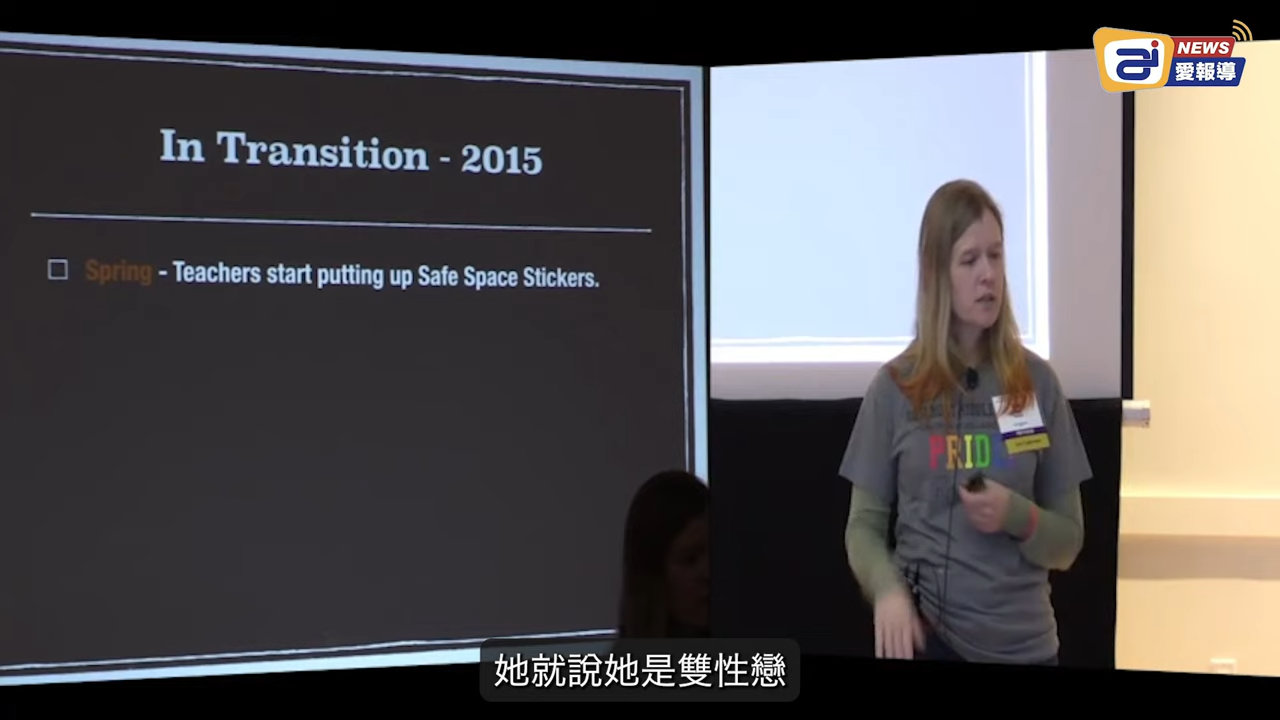 NEWS
愛報導
In Transition - 2015
Spring - Teachers start putting up Safe Space Stickers.
PRIDE
她就說她是雙性戀